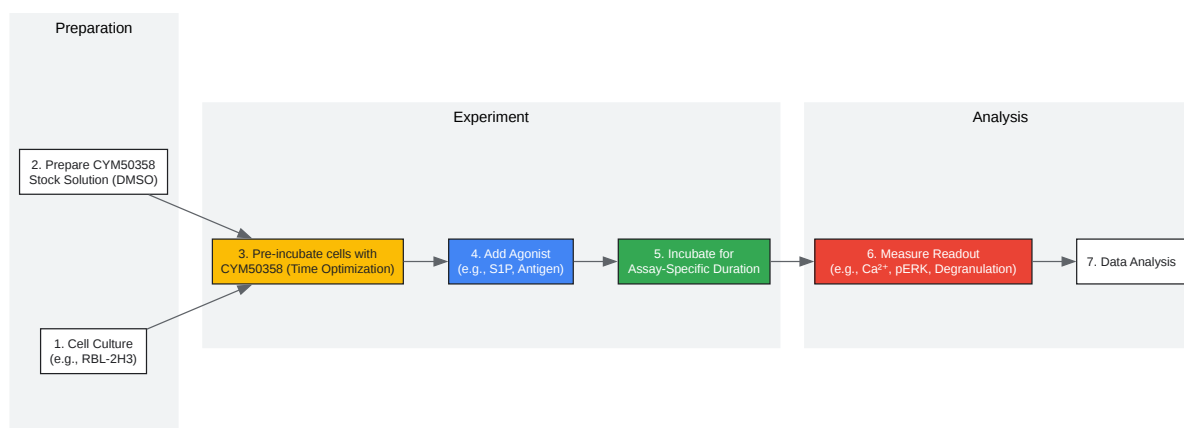 Preparation
2. Prepare CYM50358
Stock Solution (DMSO)
1. Cell Culture
(e.g., RBL-2H3)
Experiment
3. Pre-incubate cells with
CYM50358 (Time Optimization)
4. Add Agonist
(e.g., S1P, Antigen)
5. Incubate for
Assay-Specific Duration
Analysis
6. Measure Readout
(e.g., Ca²⁺, pERK, Degranulation)
7. Data Analysis